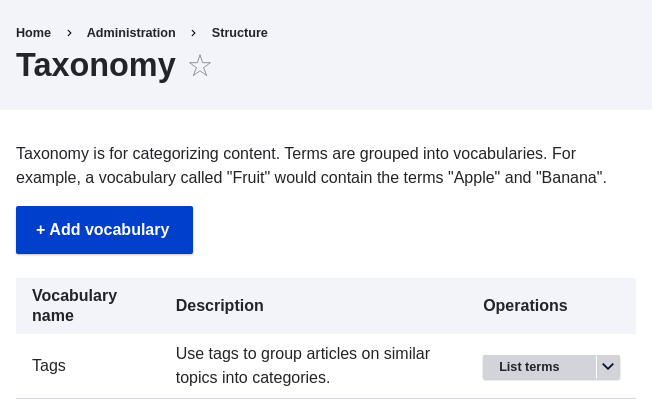 Home > Administration > Structure
Taxonomy
Taxonomy is for categorizing content. Terms are grouped into vocabularies. For
example, a vocabulary called "Fruit" would contain the terms "Apple" and "Banana".
+ Add vocabulary
Vocabulary
name
Description
Operations
Tags
Use tags to group articles on similar
topics into categories.
List terms